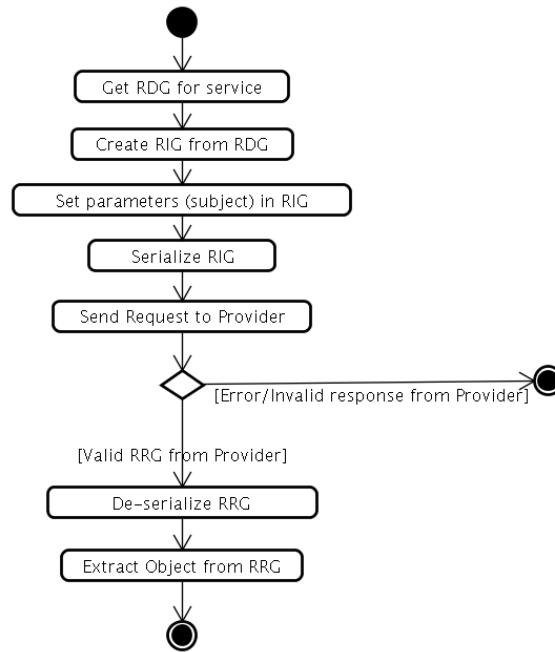 Get RDG for service
Create RIG from RDG
Set parameters (subject) in RIG
Serialize RIG
Send Request to Provider
[Error/Invalid response from Provider]
[Valid RRG from Provider]
De-serialize RRG
Extract Object from RRG